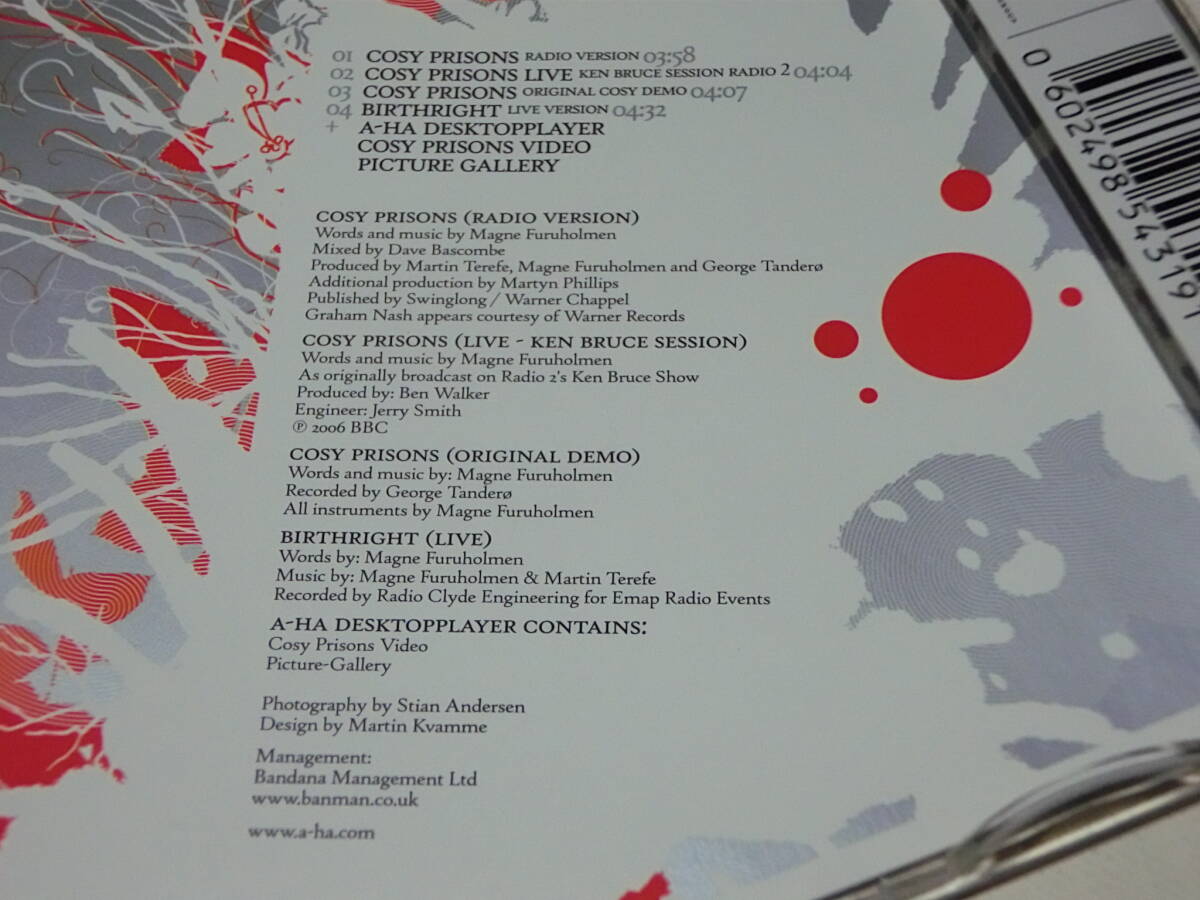 01 COSY PRISONS RADIO VERSION 03:58
02 COSY PRISONS LIVE KEN BRUCE SESSION RADIO 2 04:04
03 COSY PRISONS ORIGINAL COSY DEMO 04:07
04 BIRTHRIGHT LIVE VERSION 04:32
+ A-HA DESKTOPPLAYER
COSY PRISONS VIDEO
PICTURE GALLERY
COSY PRISONS (RADIO VERSION)
Words and music by Magne Furuholmen
Mixed by Dave Bascombe
Produced by Martin Terefe, Magne Furuholmen and George Tanderø
Additional production by Martyn Phillips
Published by Swinglong / Warner Chappel
Graham Nash appears courtesy of Warner Records
COSY PRISONS (LIVE - KEN BRUCE SESSION)
Words and music by Magne Furuholmen
As originally broadcast on Radio 2's Ken Bruce Show
Produced by: Ben Walker
Engineer: Jerry Smith
℗ 2006 BBC
COSY PRISONS (ORIGINAL DEMO)
Words and music by: Magne Furuholmen
Recorded by George Tanderø
All instruments by Magne Furuholmen
BIRTHRIGHT (LIVE)
Words by: Magne Furuholmen
Music by: Magne Furuholmen & Martin Terefe
Recorded by Radio Clyde Engineering for Emap Radio Events
A-HA DESKTOPPLAYER CONTAINS:
Cosy Prisons Video
Picture-Gallery
Photography by Stian Andersen
Design by Martin Kvamme
Management:
Bandana Management Ltd
www.banman.co.uk
www.a-ha.com
0 602498 543191